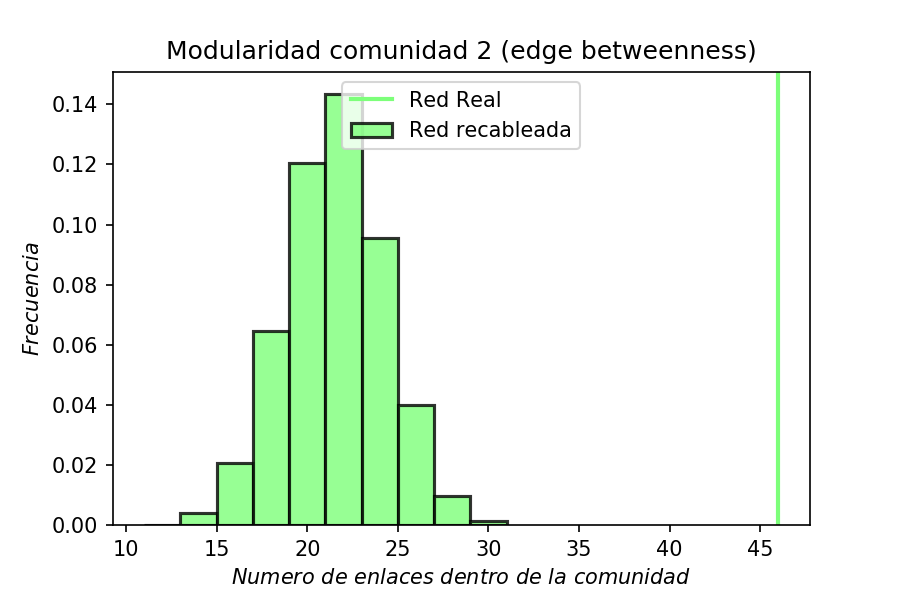 Modularidad comunidad 2 (edge betweenness)
Red Real
Red recableada
0.14
0.12
0.10
0.08
0.06
0.04
0.02
0.00
Frecuencia
10 15 20 25 30 35 40 45
Numero de enlaces dentro de la comunidad